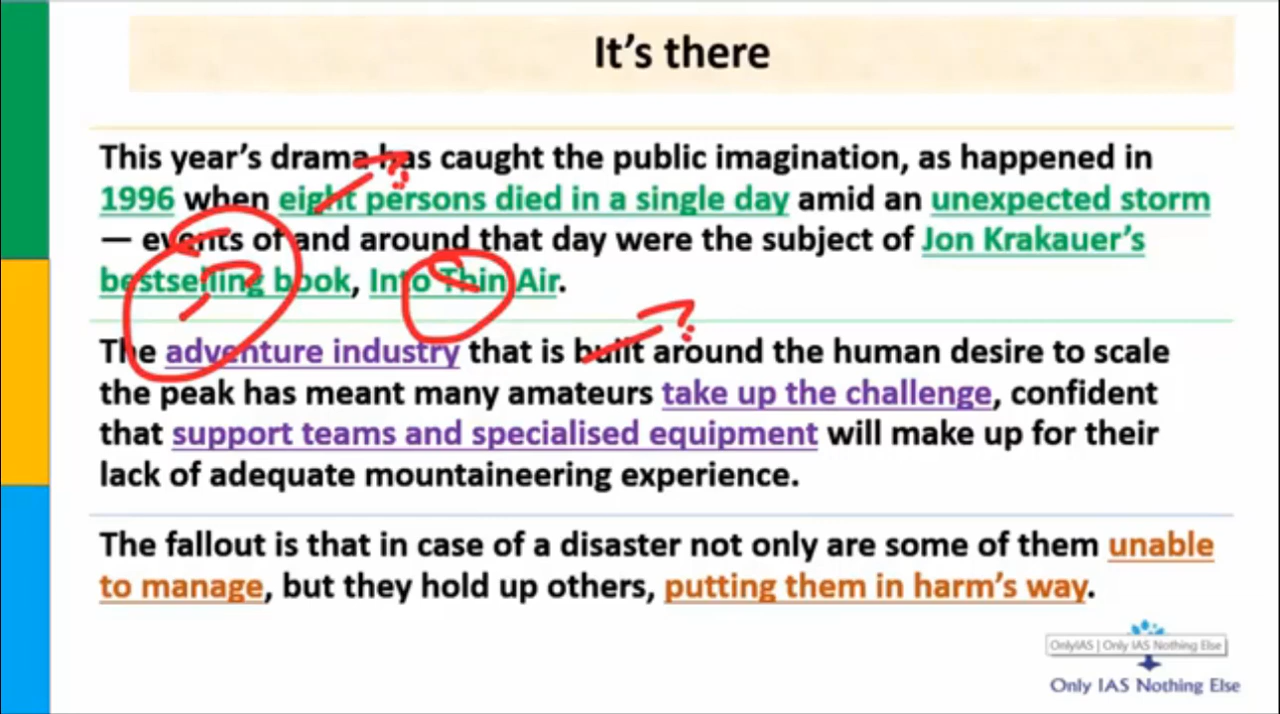 It's there
This year's drama has caught the public imagination, as happened in
1996 when eight persons died in a single day amid an unexpected storm
— events of and around that day were the subject of Jon Krakauer's
bestselling book, Into Thin Air.
The adventure industry that is built around the human desire to scale
the peak has meant many amateurs take up the challenge, confident
that support teams and specialised equipment will make up for their
lack of adequate mountaineering experience.
The fallout is that in case of a disaster not only are some of them unable
to manage, but they hold up others, putting them in harm's way.
OnlyIAS | Only IAS Nothing Else
Only IAS Nothing Else